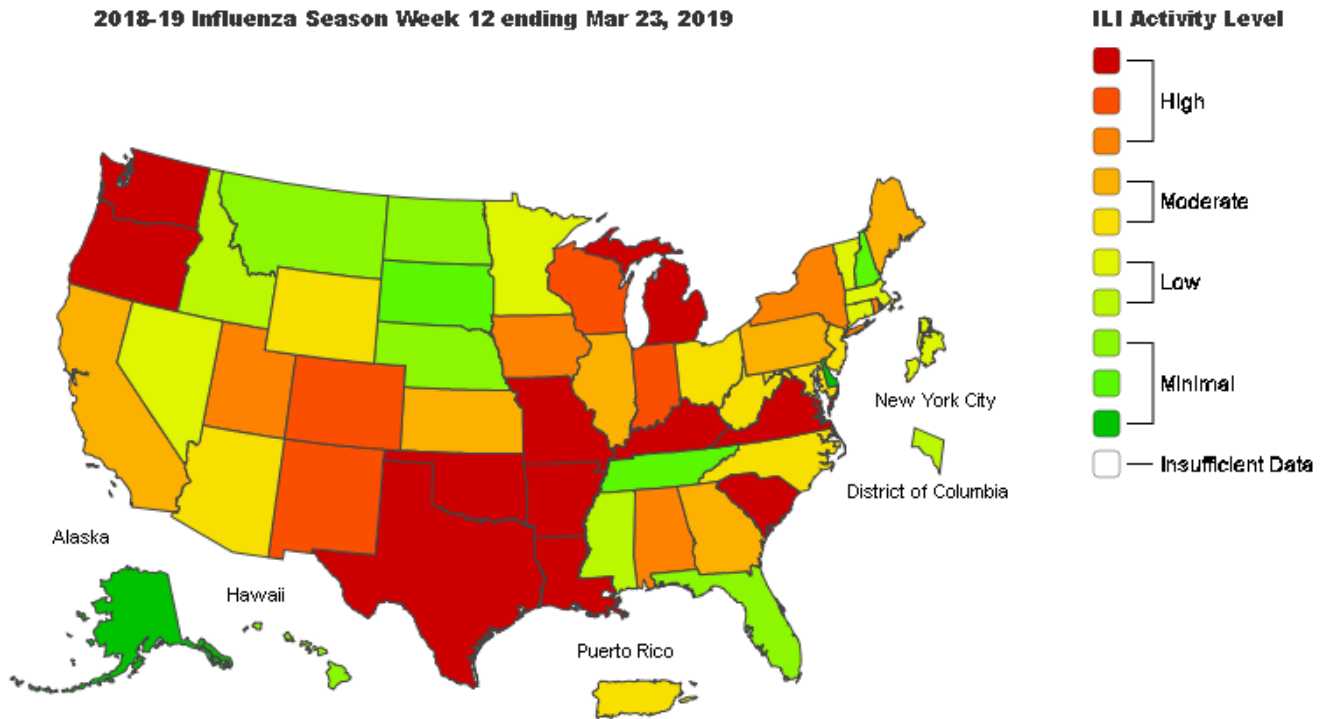 2018-19 Influenza Season Week 12 ending Mar 23, 2019
ILI Activity Level
High
Moderate
Low
Minimal
Insufficient Data
New York City
District of Columbia
Alaska
Hawaii
Puerto Rico